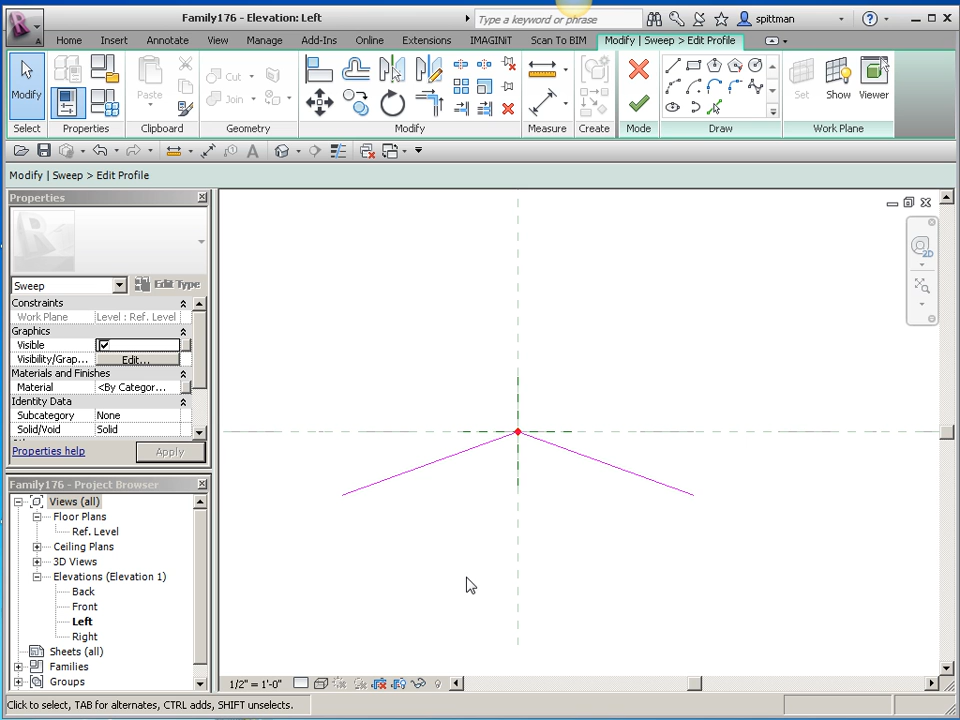 Family176 - Elevation: Left
Type a keyword or phrase
spittman
Home Insert Annotate View Manage Add-Ins Online Extensions IMAGINiT Scan To BIM Modify | Sweep > Edit Profile
Modify
Paste
Cut
Join
Set Show Viewer
Select Properties Clipboard Geometry Modify Measure Create Mode Draw Work Plane
Modify | Sweep > Edit Profile
Properties
Sweep
Edit Type
Constraints
Work Plane Level : Ref. Level
Graphics
Visible
Visibility/Grap... Edit...
Materials and Finishes
Material <By Categor...
Identity Data
Subcategory None
Solid/Void Solid
Properties help
Apply
Family176 - Project Browser
Views (all)
Floor Plans
Ref. Level
Ceiling Plans
3D Views
Elevations (Elevation 1)
Back
Front
Left
Right
Sheets (all)
Families
Groups
2D
1/2" = 1'-0"
Click to select, TAB for alternates, CTRL adds, SHIFT unselects.